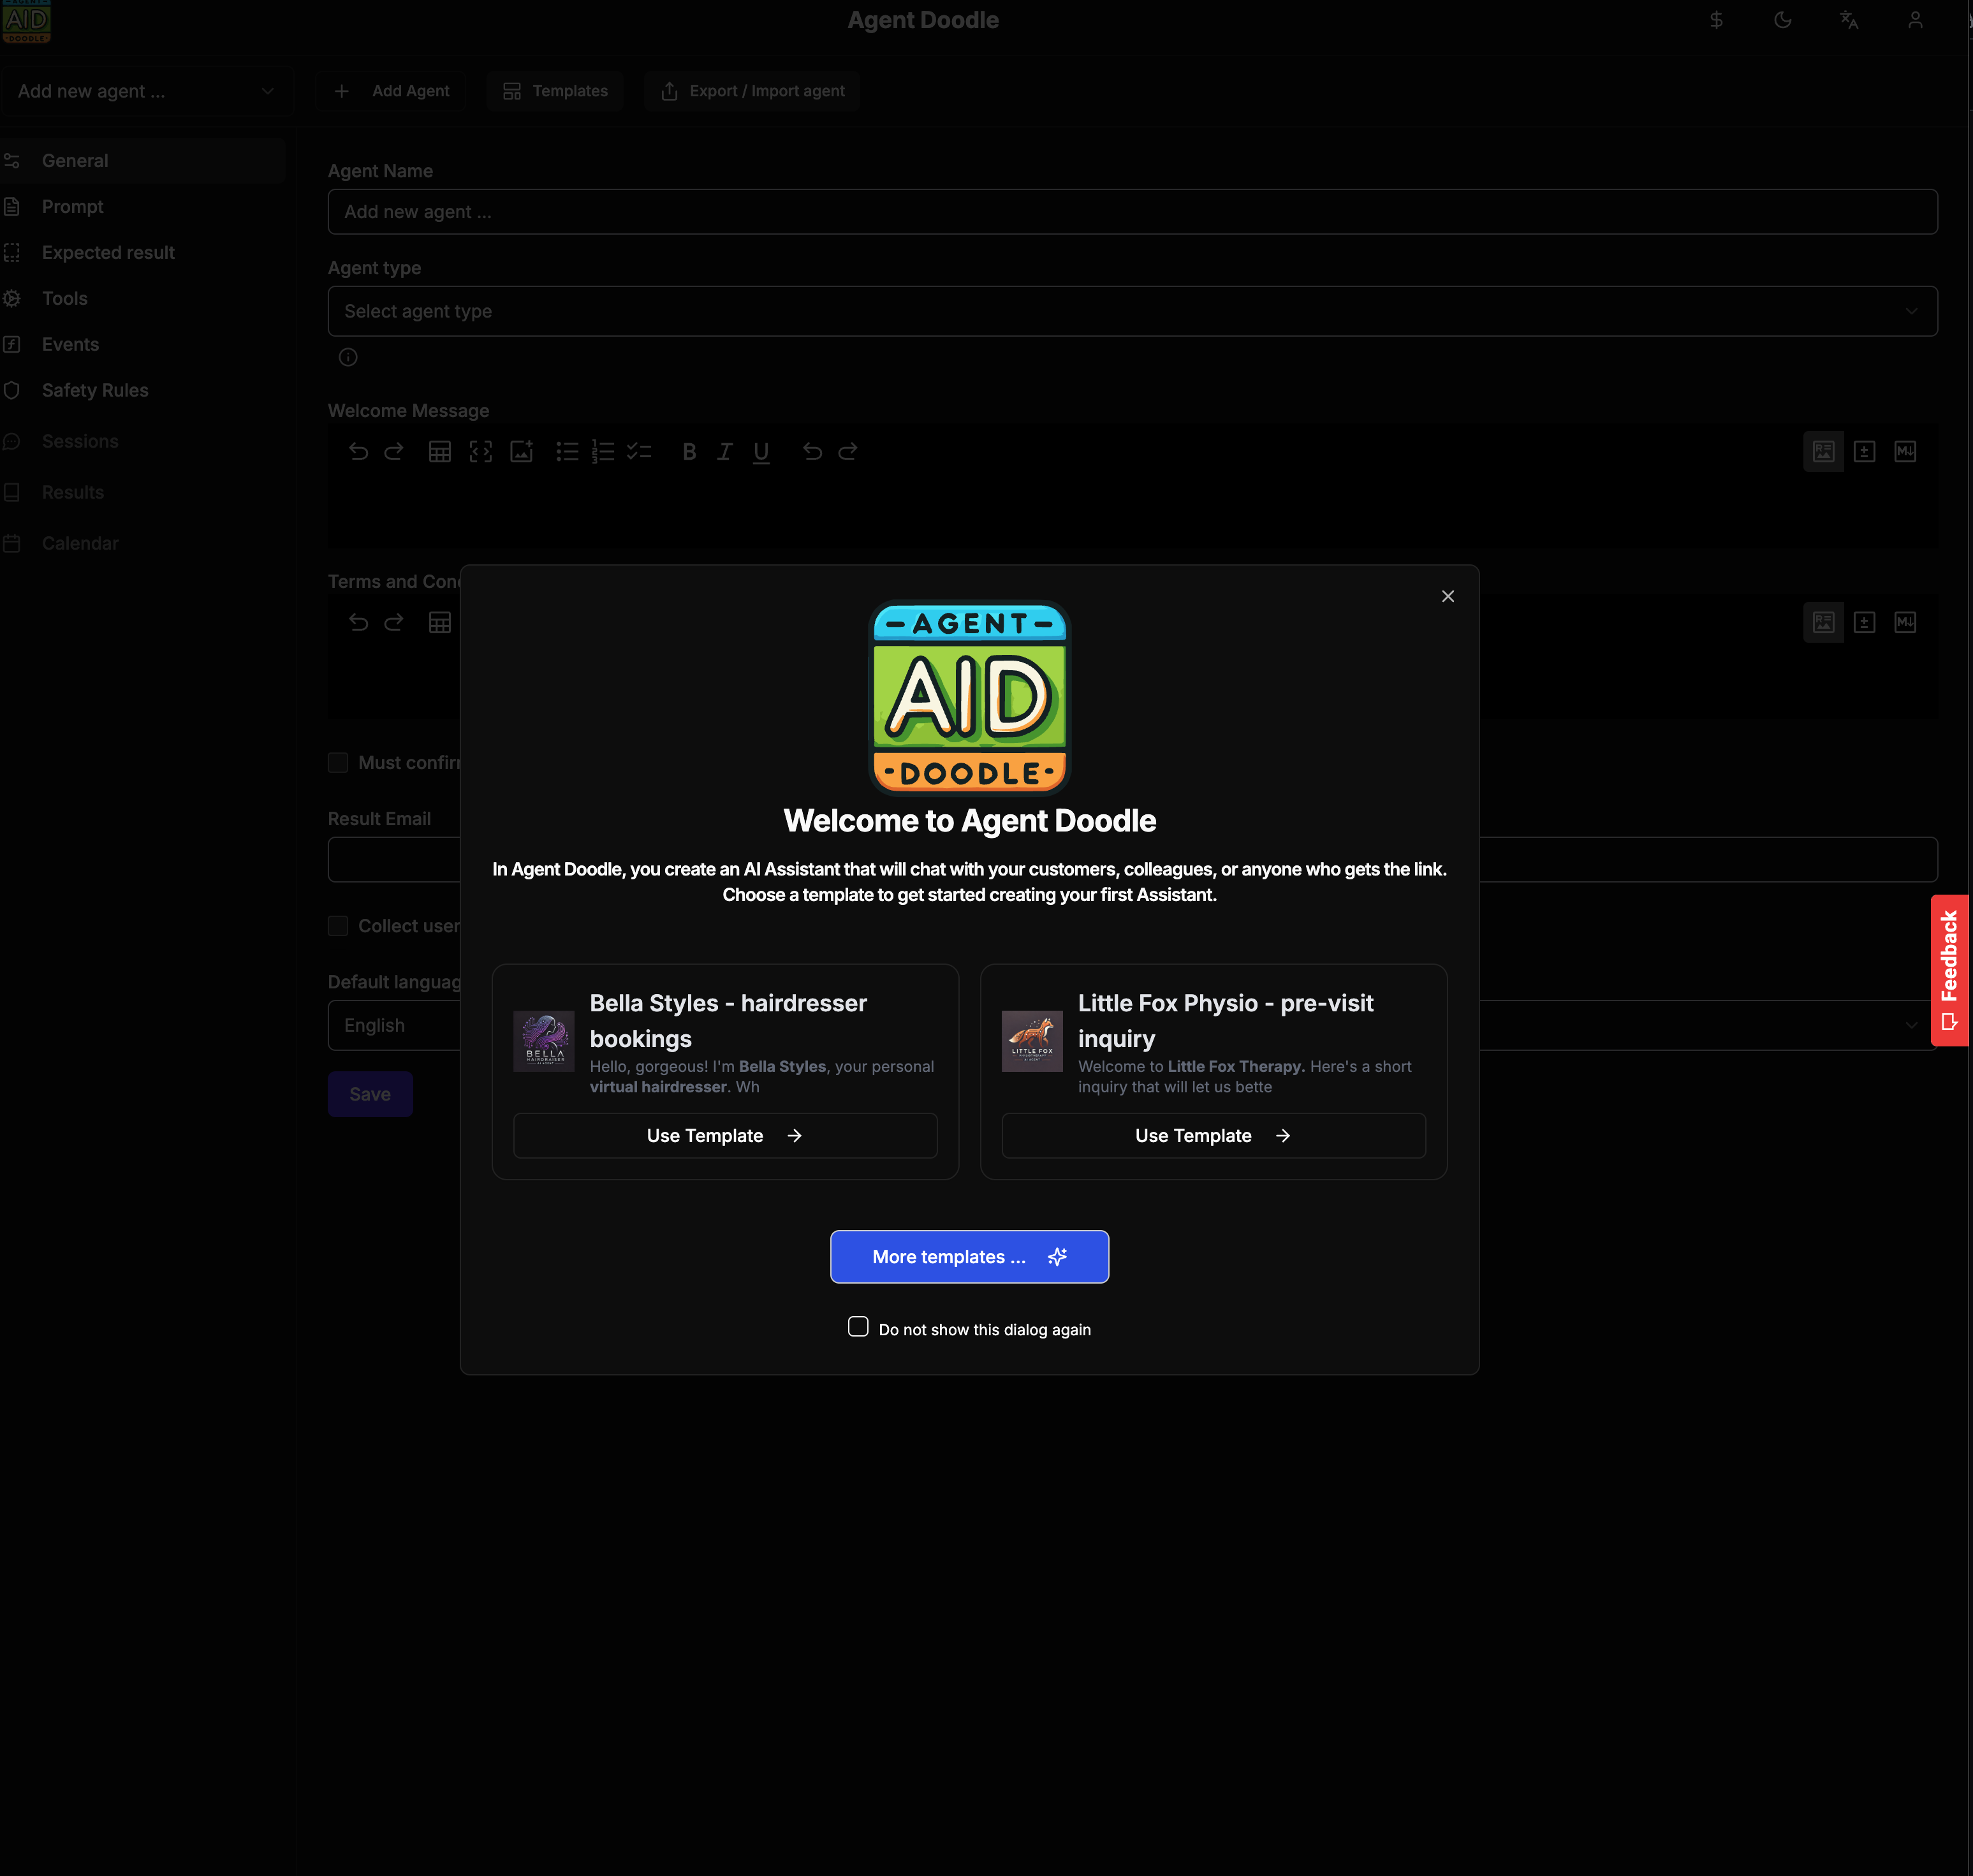 AGENT
AID
DOODLE
Agent Doodle
Add new agent ...
Add Agent
Templates
Export / Import agent
General
Prompt
Expected result
Tools
Events
Safety Rules
Sessions
Results
Calendar
Agent Name
Add new agent ...
Agent type
Select agent type
Welcome Message
Terms and Cond
Must confirm
Result Email
Collect user
Default languag
English
Save
AGENT
AID
DOODLE
Welcome to Agent Doodle
In Agent Doodle, you create an AI Assistant that will chat with your customers, colleagues, or anyone who gets the link.
Choose a template to get started creating your first Assistant.
BELLA
Bella Styles - hairdresser
bookings
Hello, gorgeous! I'm Bella Styles, your personal
virtual hairdresser. Wh
Use Template
LITTLE FOX
Little Fox Physio - pre-visit
inquiry
Welcome to Little Fox Therapy. Here's a short
inquiry that will let us bette
Use Template
More templates ...
Do not show this dialog again
Feedback